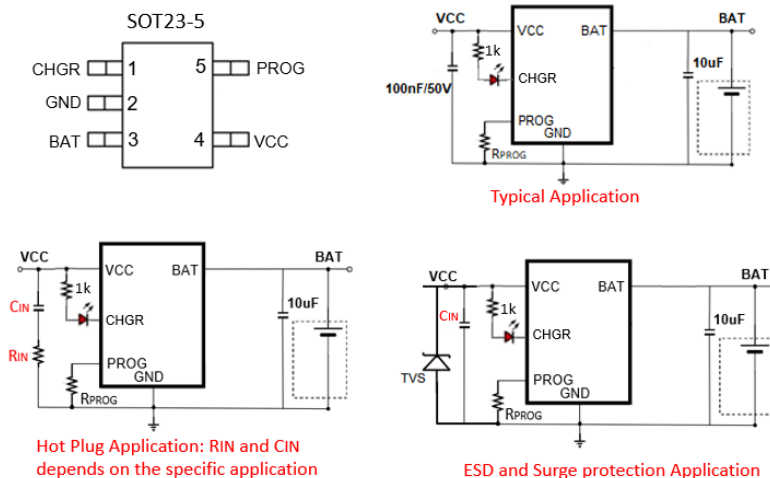 SOT23-5
CHGR 1 5 PROG
GND 2
BAT 3 4 VCC
VCC BAT
1k VCC BAT
100nF/50V CHGR 10uF
PROG
GND
RPROG
Typical Application
VCC BAT
VCC BAT
CIN 1k CHGR 10uF
RIN PROG
GND
RPROG
Hot Plug Application: RIN and CIN
depends on the specific application
VCC BAT
VCC BAT
CIN 1k 10uF
CHGR
TVS PROG
GND
RPROG
ESD and Surge protection Application